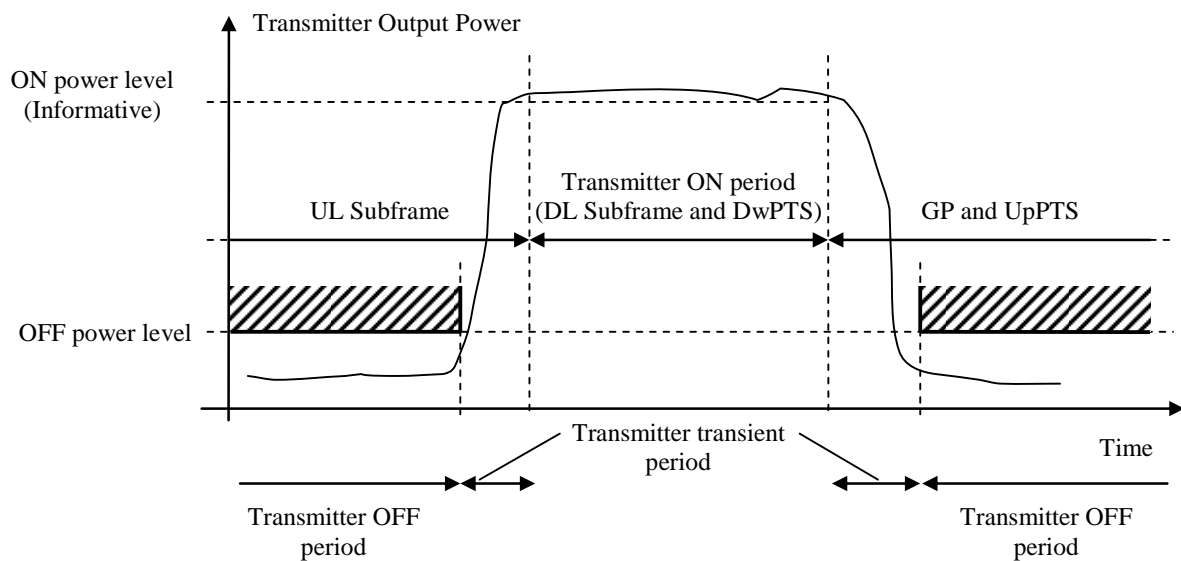 Transmitter Output Power
ON power level
(Informative)
Transmitter ON period
(DL Subframe and DwPTS)
UL Subframe
GP and UpPTS
OFF power level
Transmitter transient
period
Time
Transmitter OFF
period
Transmitter OFF
period